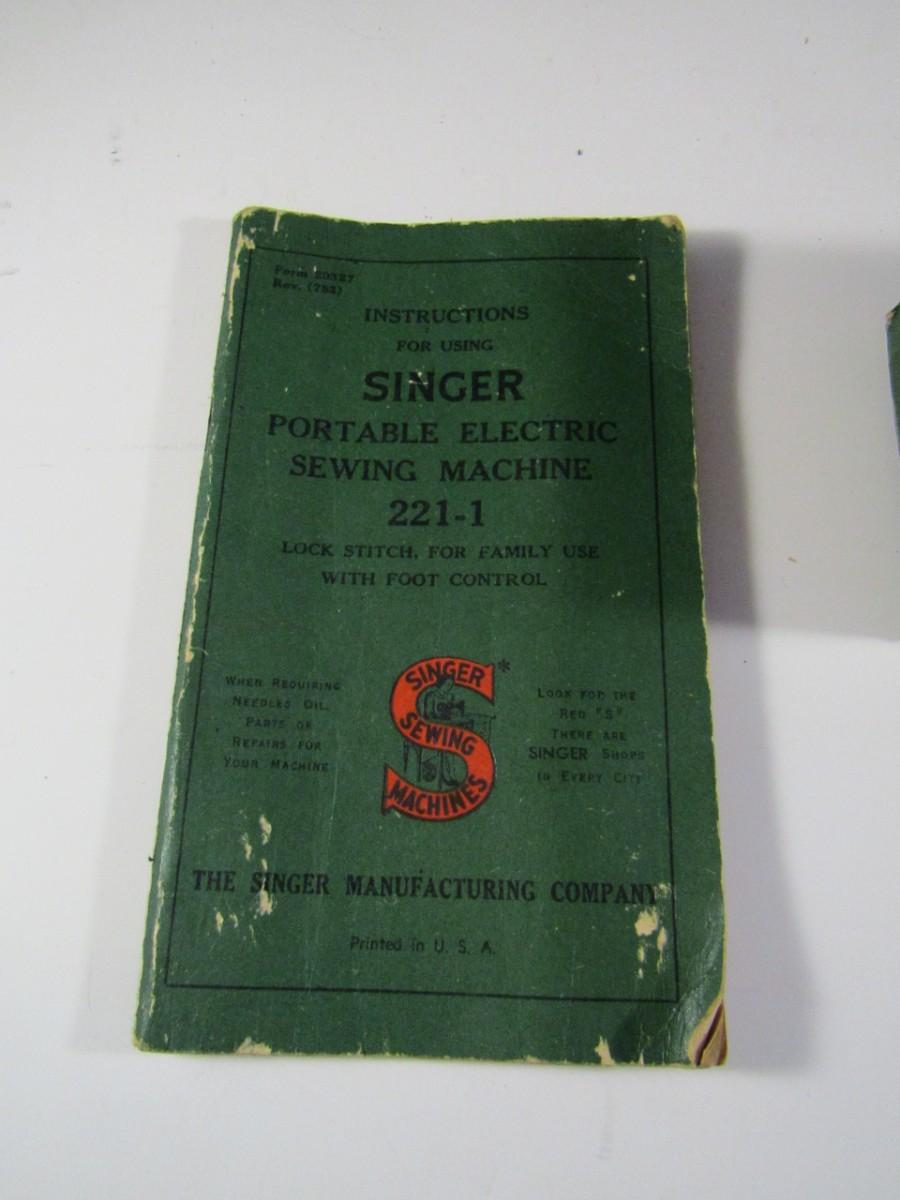 Form 20327
Rev. (752)
INSTRUCTIONS
FOR USING
SINGER
PORTABLE ELECTRIC
SEWING MACHINE
221-1
LOCK STITCH, FOR FAMILY USE
WITH FOOT CONTROL
WHEN REQUIRING
NEEDLES OIL,
PARTS OR
REPAIRS FOR
YOUR MACHINE
SINGER*
SEWING
MACHINES
LOOK FOR THE
RED "S"
THERE ARE
SINGER SHOPS
IN EVERY CITY
THE SINGER MANUFACTURING COMPANY
Printed in U. S. A.